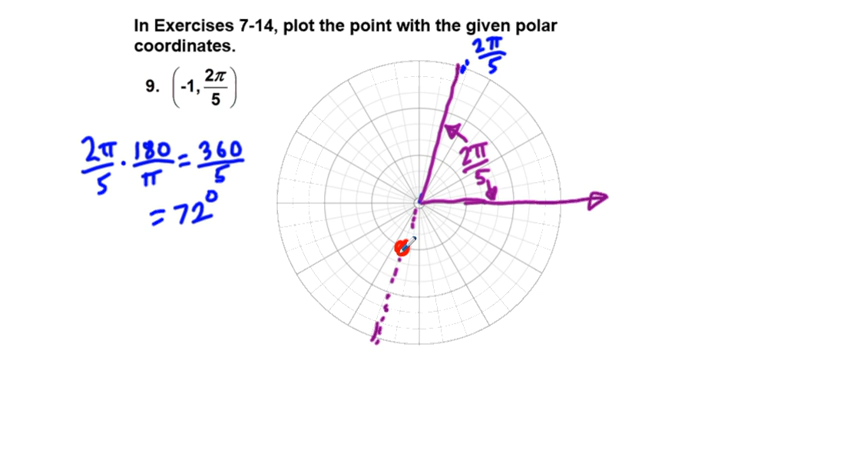 In Exercises 7-14, plot the point with the given polar
coordinates.
9. (-1, 2π/5)
2π/5
2π/5 · 180/π = 360/5
= 72°
2π/5